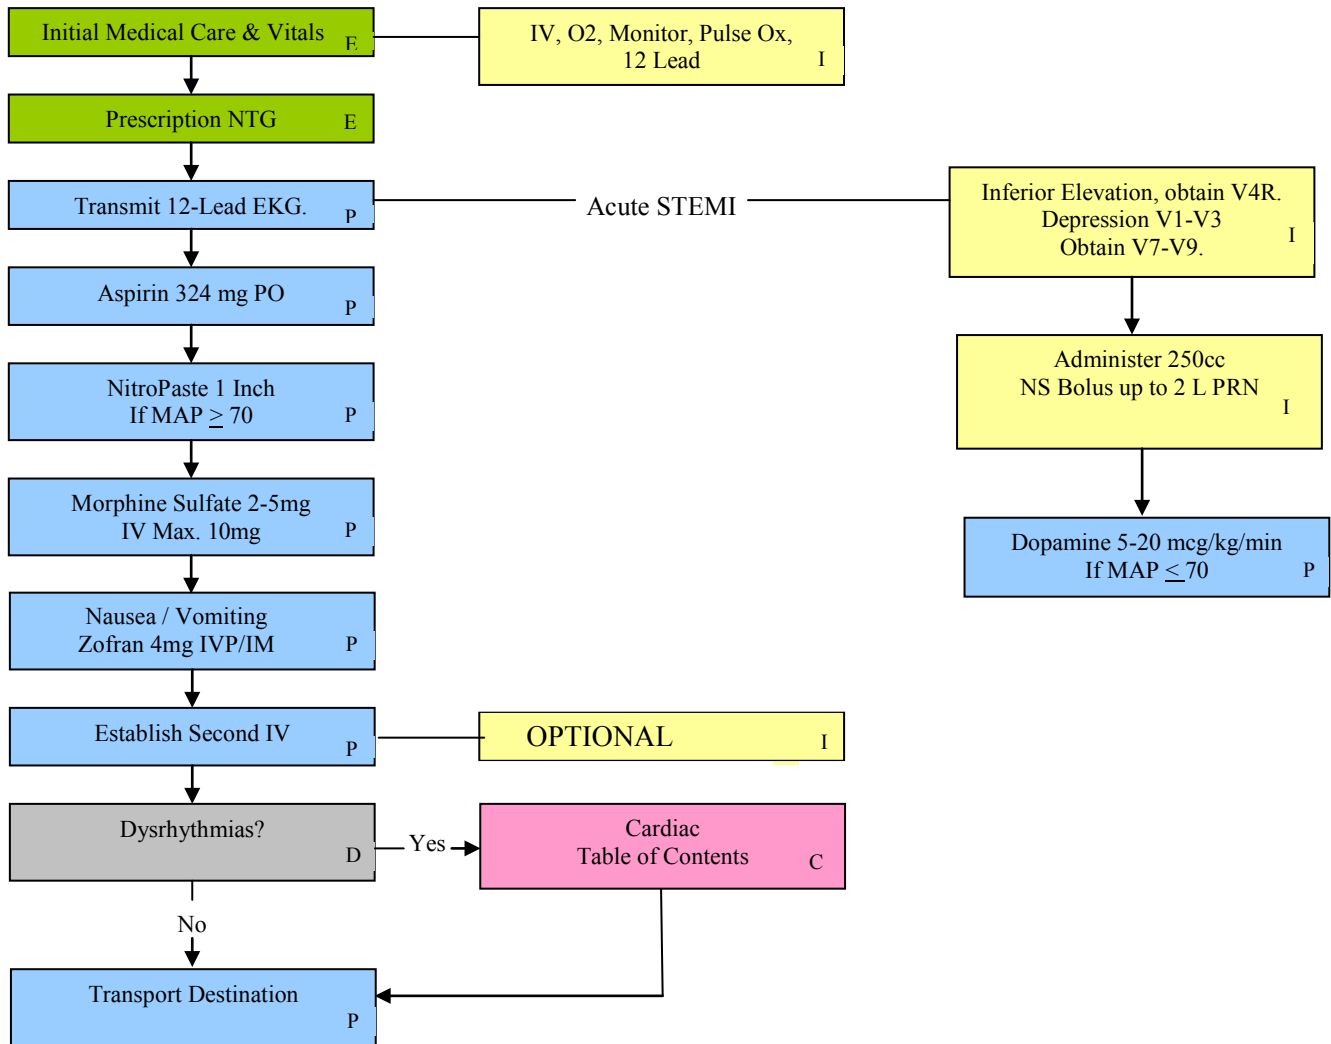 Initial Medical Care & Vitals
E
IV, O2, Monitor, Pulse Ox,
12 Lead
I
Prescription NTG
E
Transmit 12-Lead EKG.
P
Acute STEMI
Inferior Elevation, obtain V4R.
Depression V1-V3
Obtain V7-V9.
I
Aspirin 324 mg PO
P
Administer 250cc
NS Bolus up to 2 L PRN
I
NitroPaste 1 Inch
If MAP ≥ 70
P
Morphine Sulfate 2-5mg
IV Max. 10mg
P
Dopamine 5-20 mcg/kg/min
If MAP ≤ 70
P
Nausea / Vomiting
Zofran 4mg IVP/IM
P
Establish Second IV
P
OPTIONAL
I
Dysrhythmias?
D
Yes
Cardiac
Table of Contents
C
No
Transport Destination
P